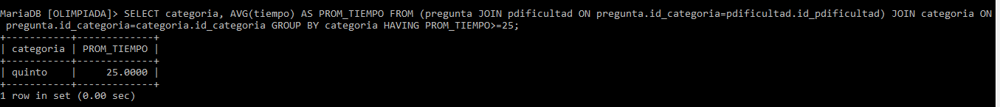 MariaDB [OLIMPIADA]> SELECT categoria, AVG(tiempo) AS PROM_TIEMPO FROM (pregunta JOIN pdificultad ON pregunta.id_categoria=pdificultad.id_pdificultad) JOIN categoria ON
pregunta.id_categoria=categoria.id_categoria GROUP BY categoria HAVING PROM_TIEMPO>=25;
+-----------+-------------+
| categoria | PROM_TIEMPO |
+-----------+-------------+
| quinto    |     25.0000 |
+-----------+-------------+
1 row in set (0.00 sec)